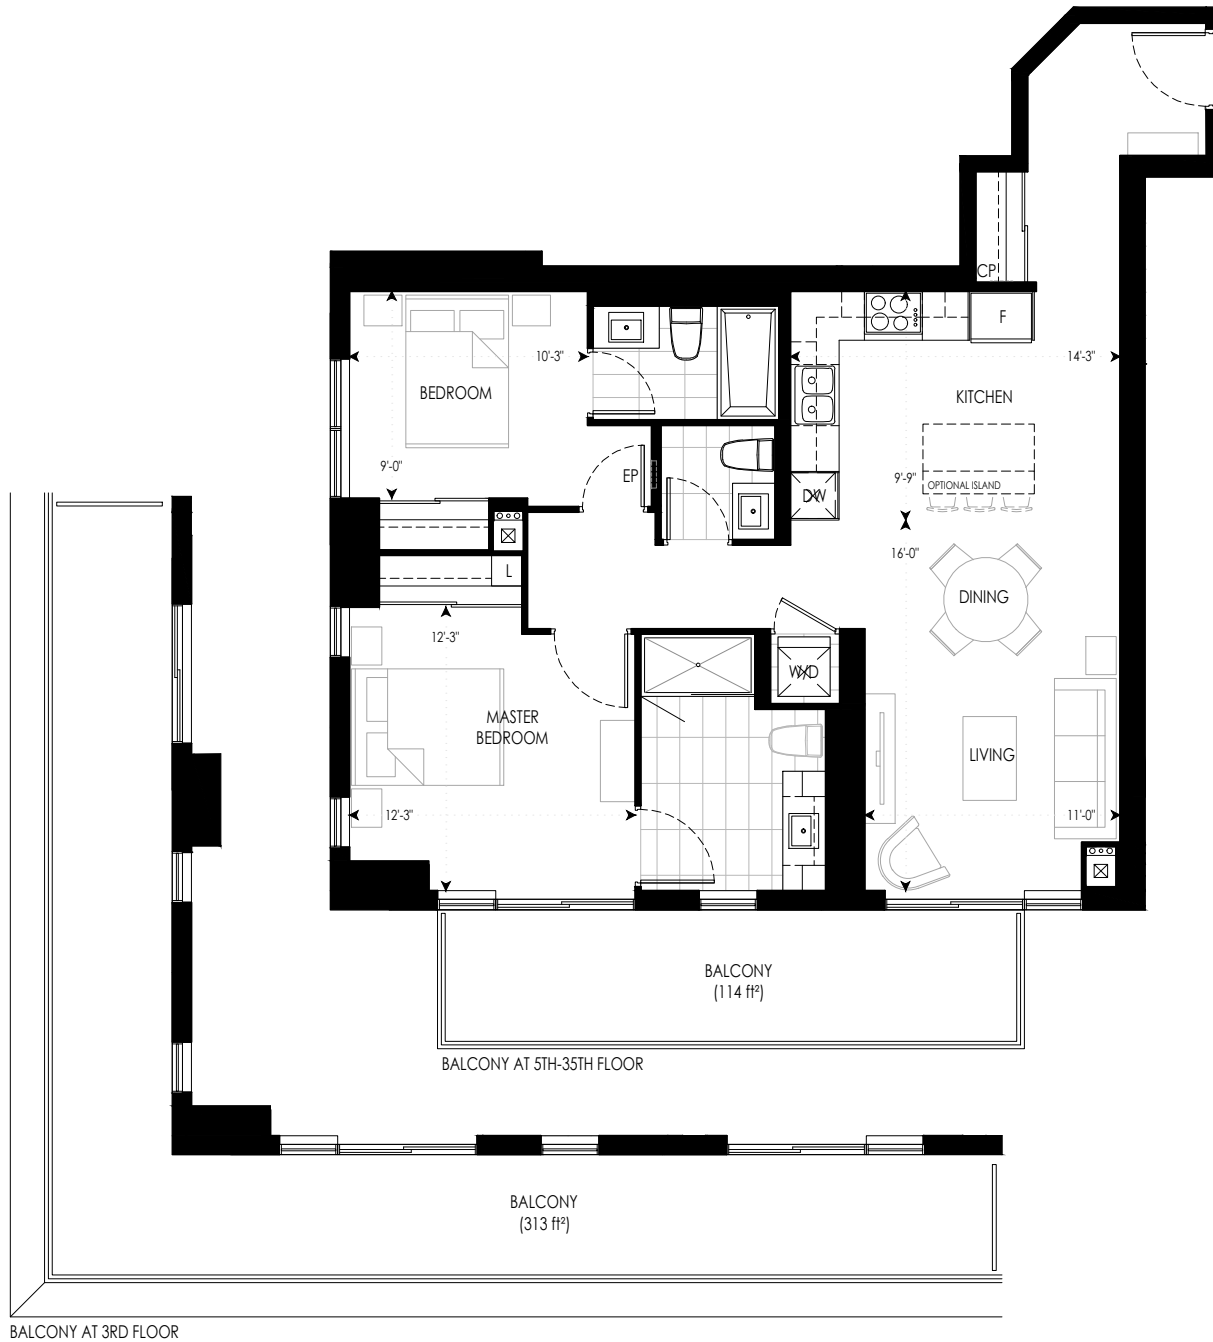 CP
F
10'-3"
14'-3"
BEDROOM
KITCHEN
9'-0"
EP
9'-9"
OPTIONAL ISLAND
DW
16'-0"
L
DINING
12'-3"
W/D
MASTER
BEDROOM
LIVING
12'-3"
11'-0"
BALCONY
(114 ft²)
BALCONY AT 5TH-35TH FLOOR
BALCONY
(313 ft²)
BALCONY AT 3RD FLOOR